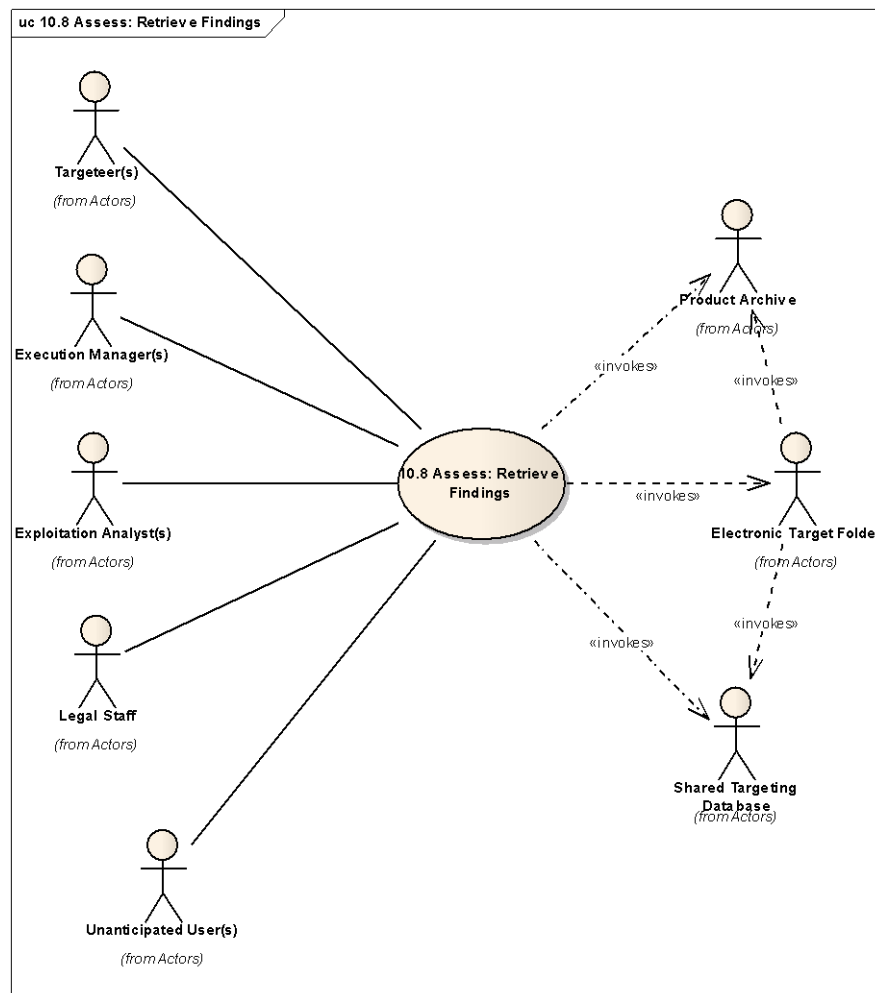 uc 10.8 Assess: Retrieve Findings
Targeteer(s)
(from Actors)
Execution Manager(s)
(from Actors)
Exploitation Analyst(s)
(from Actors)
Legal Staff
(from Actors)
Unanticipated User(s)
(from Actors)
10.8 Assess: Retrieve
Findings
«invokes»
«invokes»
«invokes»
Product Archive
(from Actors)
«invokes»
Electronic Target Folde
(from Actors)
«invokes»
Shared Targeting
Database
(from Actors)